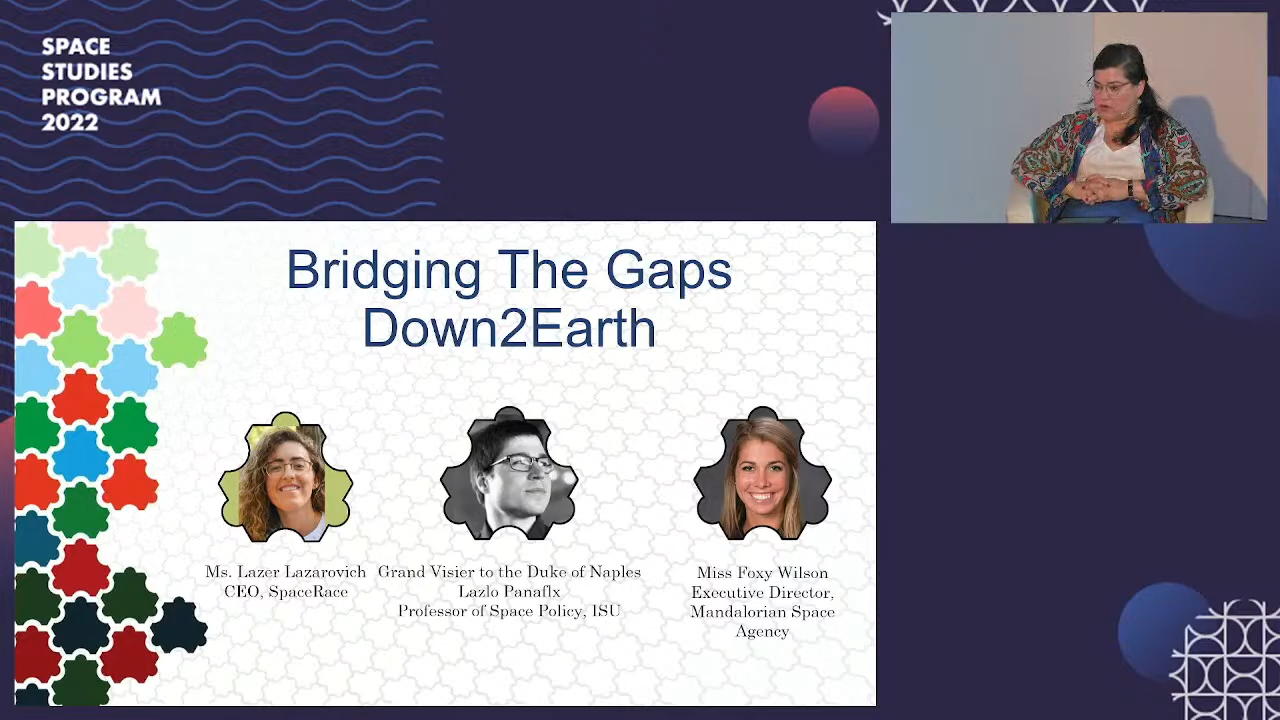 SPACE
STUDIES
PROGRAM
2022
Bridging The Gaps
Down2Earth
Ms. Lazer Lazarovich
CEO, SpaceRace
Grand Visier to the Duke of Naples
Lazlo Panaflx
Professor of Space Policy, ISU
Miss Foxy Wilson
Executive Director,
Mandalorian Space
Agency